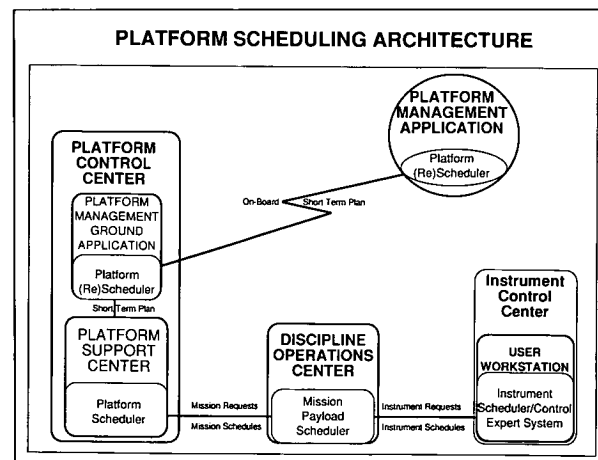 PLATFORM SCHEDULING ARCHITECTURE
PLATFORM
MANAGEMENT
APPLICATION
Platform
(Re)Scheduler
PLATFORM
CONTROL
CENTER
PLATFORM
MANAGEMENT
GROUND
APPLICATION
Platform
(Re)Scheduler
On-Board Short Term Plan
Short Term Plan
PLATFORM
SUPPORT
CENTER
Platform
Scheduler
Mission Requests
Mission Schedules
DISCIPLINE
OPERATIONS
CENTER
Mission
Payload
Scheduler
Instrument Requests
Instrument Schedules
Instrument
Control
Center
USER
WORKSTATION
Instrument
Scheduler/Control
Expert System